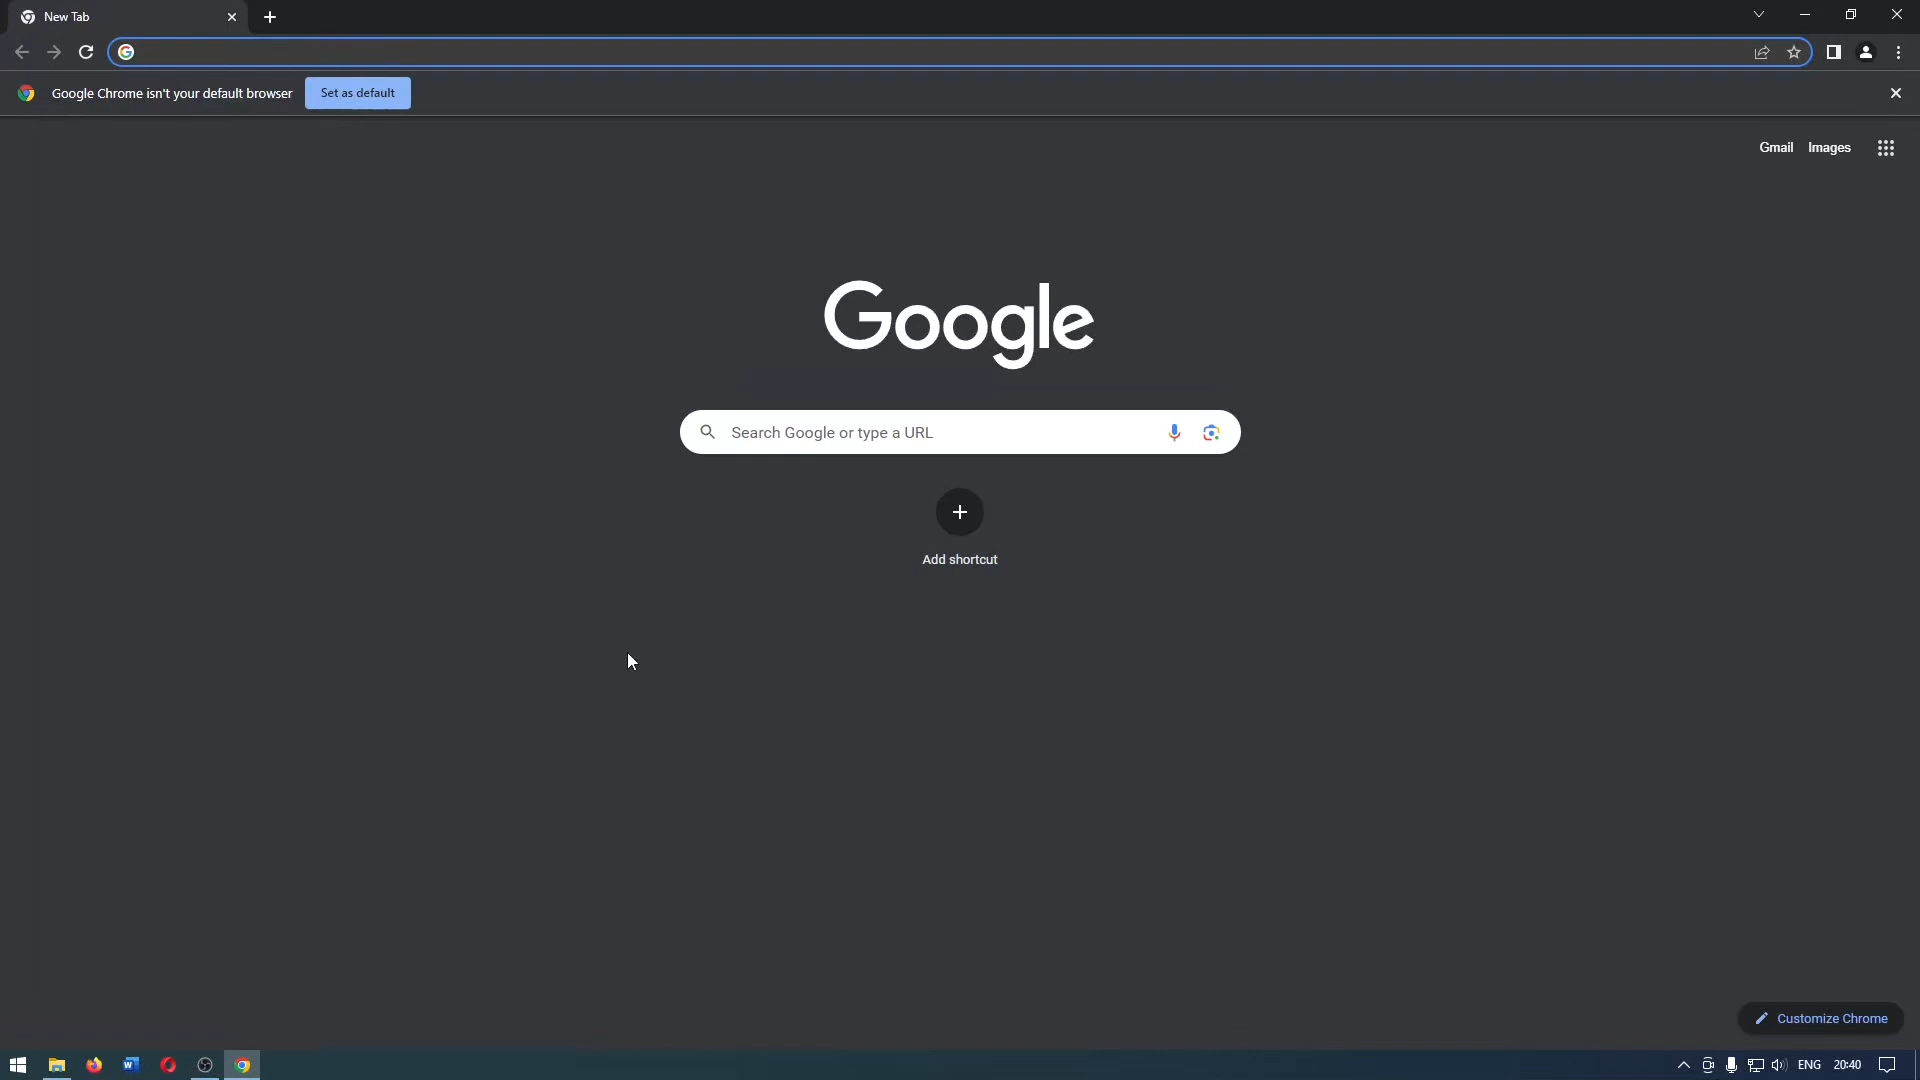 New Tab
Google Chrome isn't your default browser
Set as default
Gmail Images
Google
Search Google or type a URL
Add shortcut
Customize Chrome
ENG 20:40